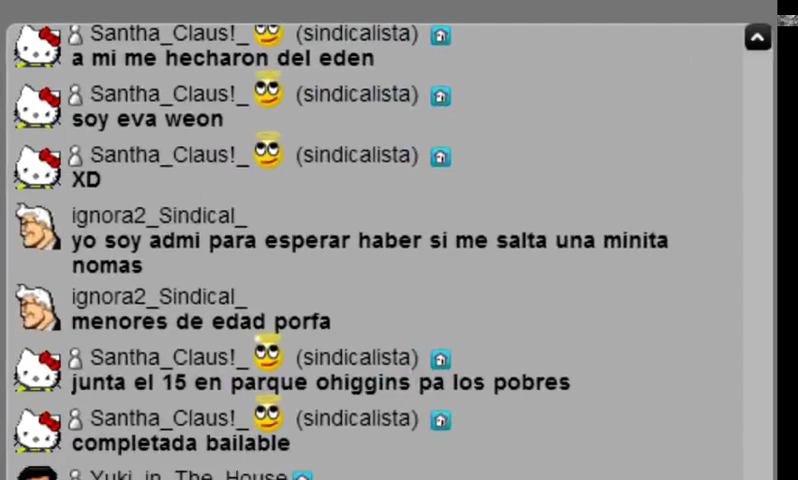 Santha_Claus!_ (sindicalista)
a mi me hecharon del eden
Santha_Claus!_ (sindicalista)
soy eva weon
Santha_Claus!_ (sindicalista)
XD
ignora2_Sindical_
yo soy admi para esperar haber si me salta una minita
nomas
ignora2_Sindical_
menores de edad porfa
Santha_Claus!_ (sindicalista)
junta el 15 en parque ohiggins pa los pobres
Santha_Claus!_ (sindicalista)
completada bailable
Yuki_in_The_House